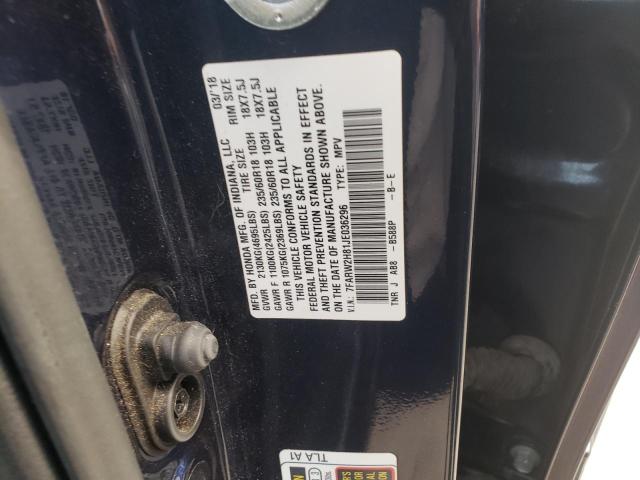 MFG. BY HONDA MFG. OF INDIANA, LLC 03/'18
GVWR 2130KG(4695LBS) TIRE SIZE RIM SIZE
GAWR F 1100KG(2425LBS) 235/60R18 103H 18X7.5J
GAWR R 1075KG(2369LBS) 235/60R18 103H 18X7.5J
THIS VEHICLE CONFORMS TO ALL APPLICABLE
FEDERAL MOTOR VEHICLE SAFETY
AND THEFT PREVENTION STANDARDS IN EFFECT
ON THE DATE OF MANUFACTURE SHOWN ABOVE.
V.I.N. : 7FARW2H81JE036296 TYPE: MPV
TNR J A88 -B588P -B-E
TLA A1